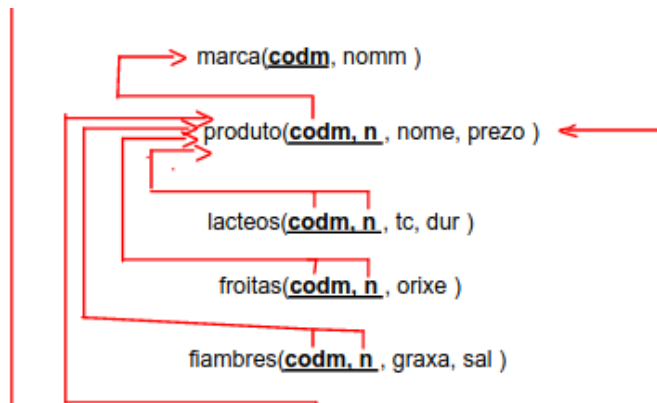 marca(codm, nomm )
produto(codm, n , nome, prezo )
lacteos(codm, n , tc, dur )
froitas(codm, n , orixe )
fiambres(codm, n , graxa, sal )